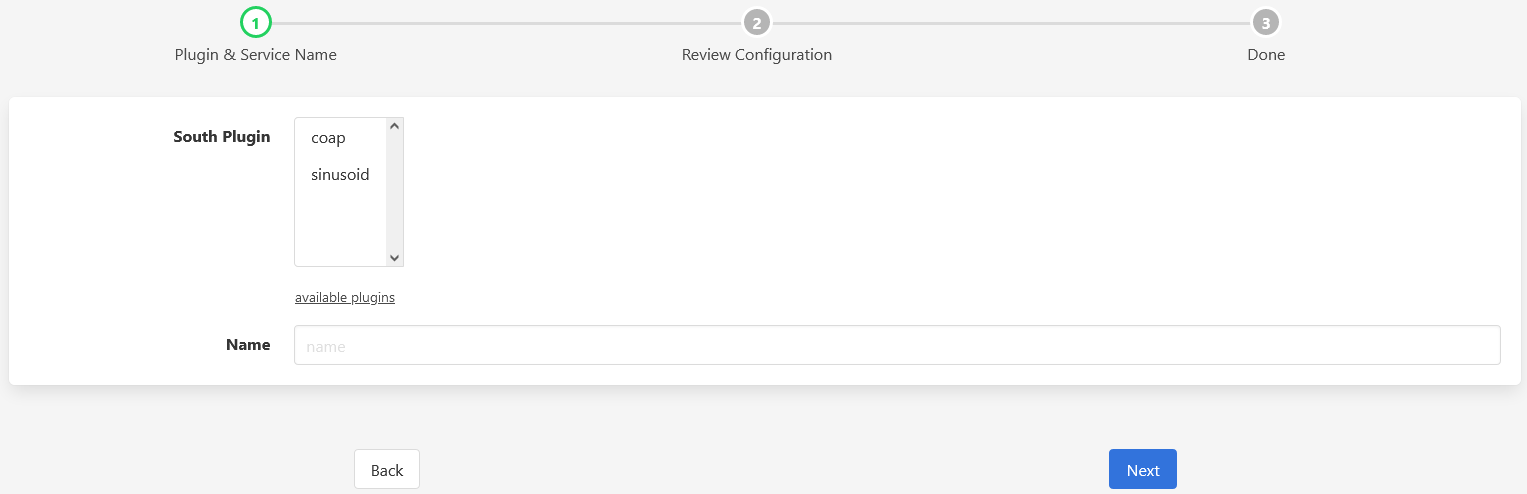 1 2 3
Plugin & Service Name Review Configuration Done
South Plugin coap
sinusoid
available plugins
Name name
Back Next